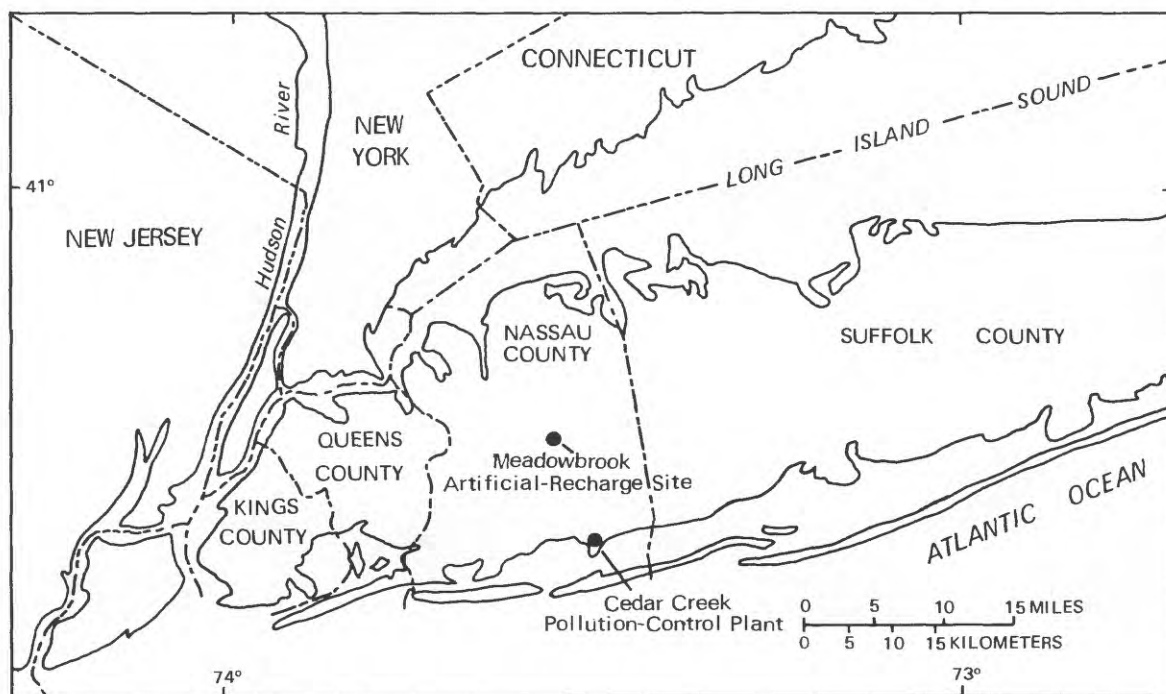 CONNECTICUT
NEW
YORK
Hudson River
LONG ISLAND SOUND
41°
NEW JERSEY
NASSAU
COUNTY
SUFFOLK COUNTY
QUEENS
COUNTY
Meadowbrook
Artificial-Recharge Site
KINGS
COUNTY
ATLANTIC OCEAN
Cedar Creek
Pollution-Control Plant
0 5 10 15 MILES
0 5 10 15 KILOMETERS
74°
73°